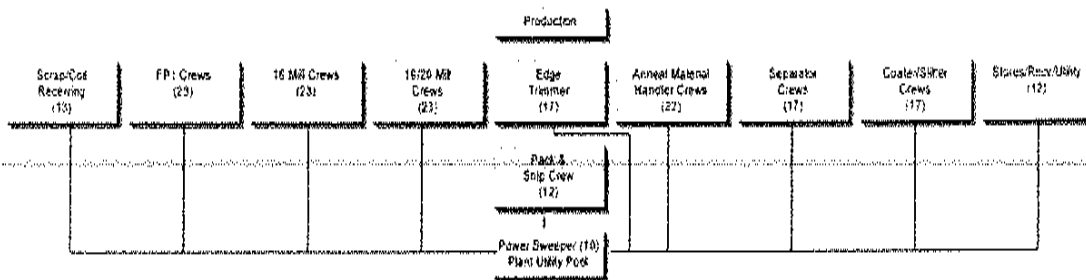 Production
Scrap/Coil
Receiving
(13)
FP1 Crews
(23)
16 Mill Crews
(23)
16/20 Mill
Crews
(23)
Edge
Trimmer
(17)
Anneal Material
Handler Crews
(22)
Separator
Crews
(17)
Coater/Slitter
Crews
(17)
Stores/Recv/Utility
(12)
Pack &
Ship Crew
(12)
Power Sweeper (10)
Plant Utility Pool